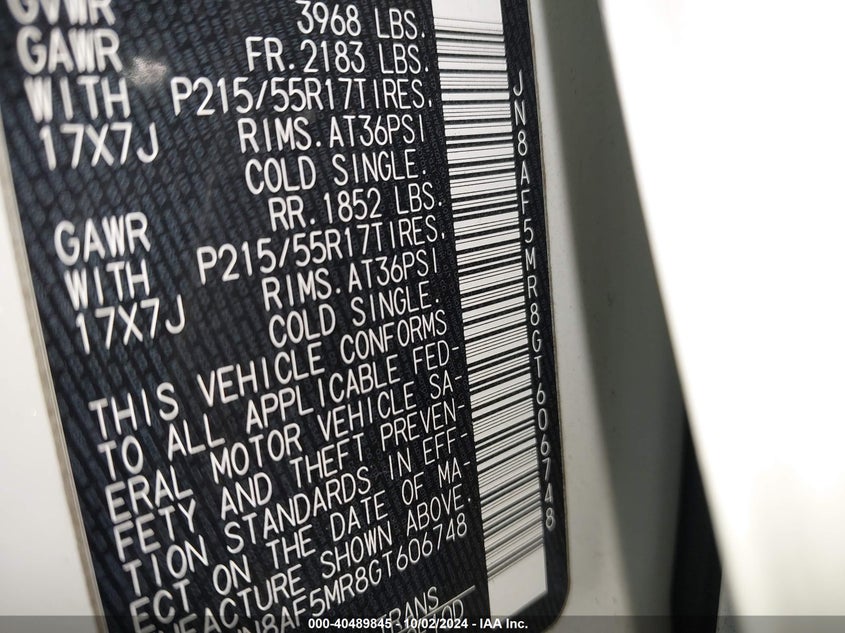 GVWR 3968 LBS.
GAWR FR.2183 LBS.
WITH P215/55R17TIRES.
17X7J RIMS.AT36PSI
COLD SINGLE.
GAWR RR.1852 LBS.
WITH P215/55R17TIRES.
17X7J RIMS.AT36PSI
COLD SINGLE.
THIS VEHICLE CONFORMS
TO ALL APPLICABLE FED-
ERAL MOTOR VEHICLE SA-
FETY AND THEFT PREVEN-
TION STANDARDS IN EFF-
ECT ON THE DATE OF MA-
NUFACTURE SHOWN ABOVE.
JN8AF5MR8GT606748
TRANS
JN8AF5MR8GT606748
000-40489845 - 10/02/2024 - IAA Inc.